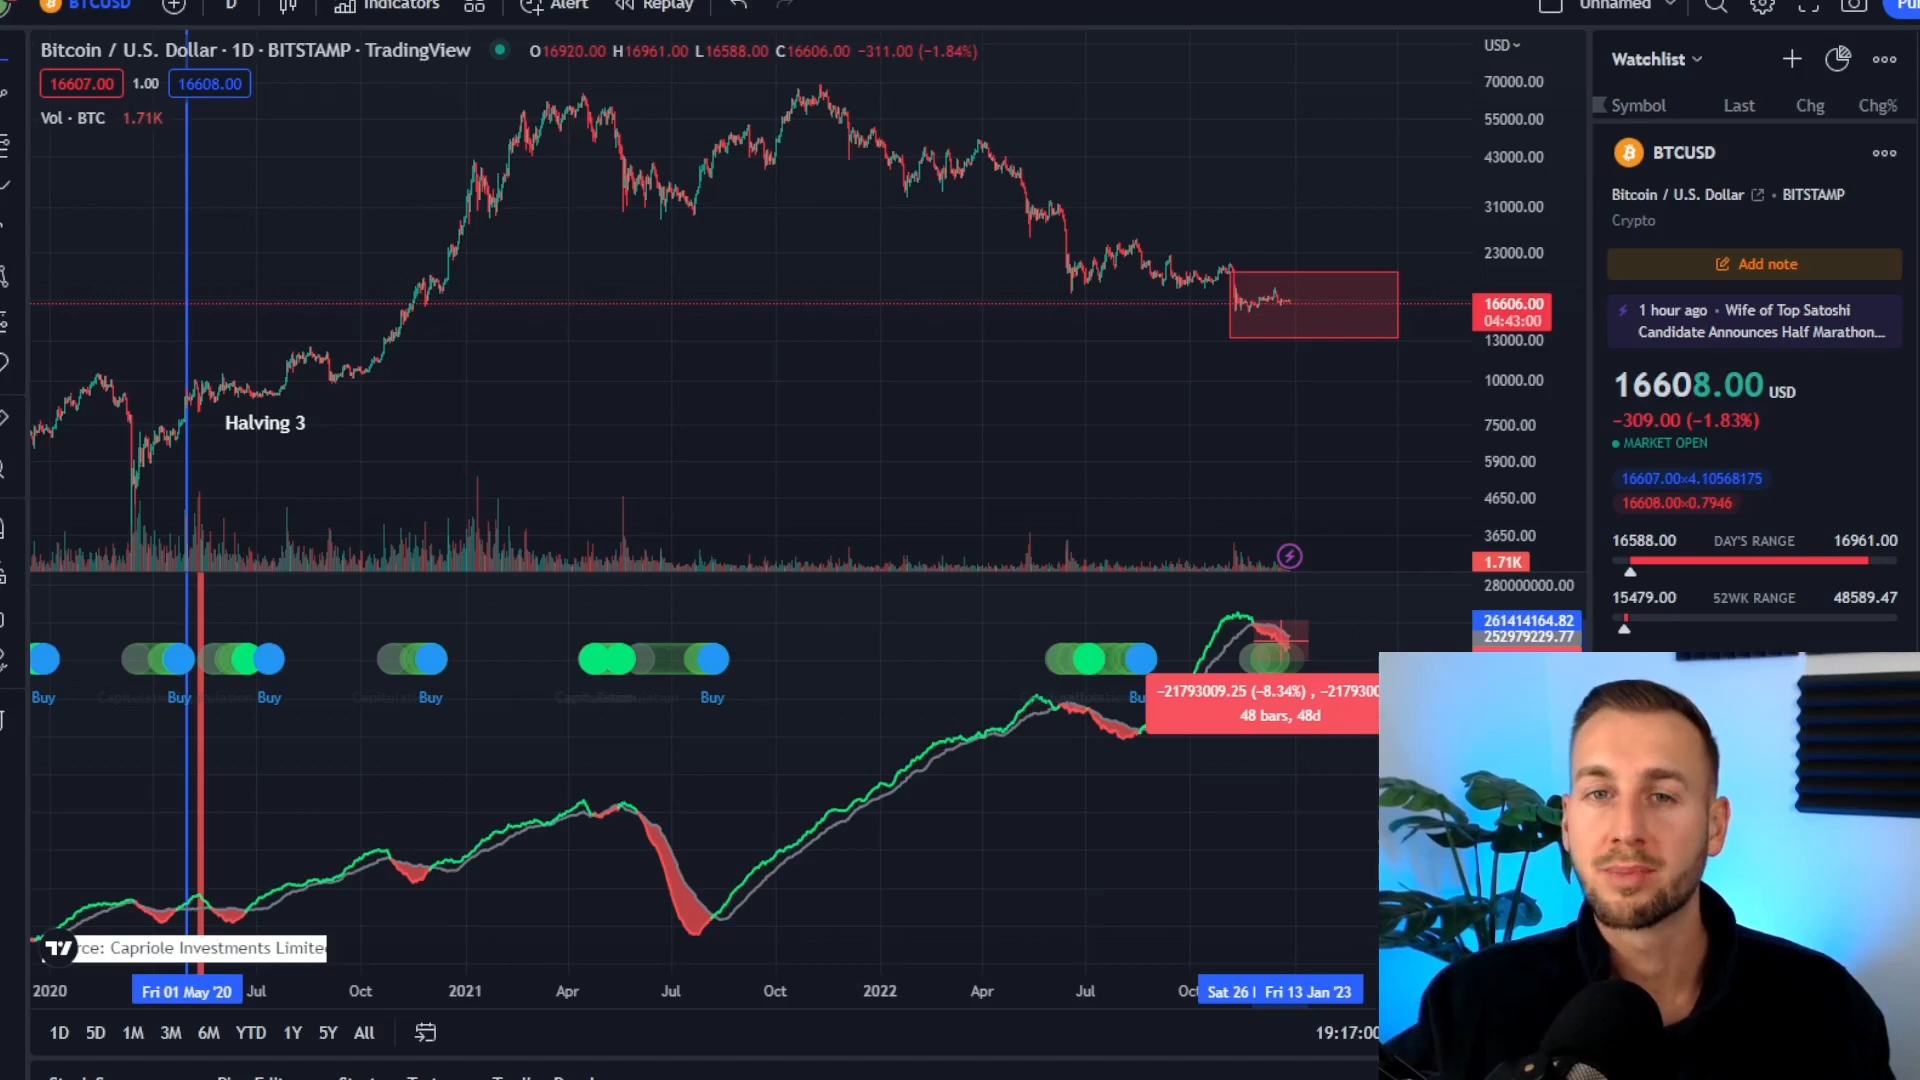 BTCUSD
D
Indicators
Alert
Replay
Unnamed
Bitcoin / U.S. Dollar · 1D · BITSTAMP · TradingView
O16920.00 H16961.00 L16588.00 C16606.00 −311.00 (−1.84%)
16607.00 1.00 16608.00
Vol · BTC 1.71K
USD
70000.00
55000.00
43000.00
31000.00
23000.00
16606.00
04:43:00
13000.00
10000.00
7500.00
5900.00
4650.00
3650.00
1.71K
280000000.00
261414164.82
252979229.77
Halving 3
Buy
Buy
Buy
Buy
Buy
−21793009.25 (−8.34%) , −2179300
48 bars, 48d
rce: Capriole Investments Limite
2020
Fri 01 May '20
Jul
Oct
2021
Apr
Jul
Oct
2022
Apr
Jul
Oct
Sat 26
Fri 13 Jan '23
1D 5D 1M 3M 6M YTD 1Y 5Y All
19:17:00
Watchlist
Symbol Last Chg Chg%
BTCUSD
Bitcoin / U.S. Dollar • BITSTAMP
Crypto
Add note
1 hour ago • Wife of Top Satoshi
Candidate Announces Half Marathon...
16608.00 USD
−309.00 (−1.83%)
MARKET OPEN
16607.00×4.10568175
16608.00×0.7946
16588.00 DAY'S RANGE 16961.00
15479.00 52WK RANGE 48589.47